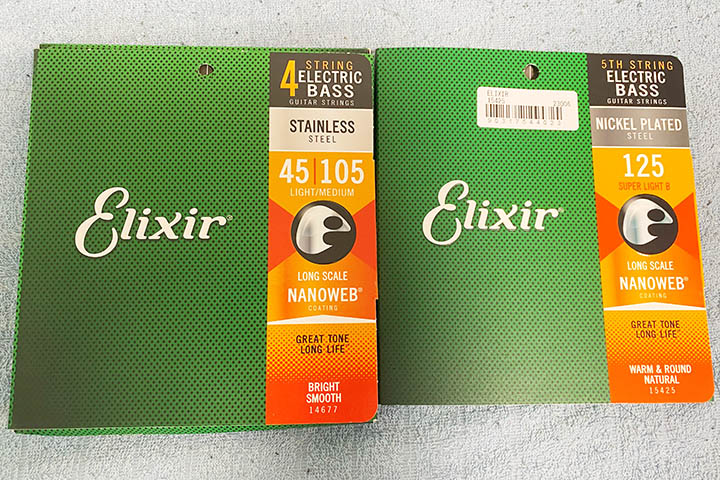 4 STRING
ELECTRIC
BASS
GUITAR STRINGS
STAINLESS
STEEL
45|105
LIGHT/MEDIUM
Elixir®
LONG SCALE
NANOWEB®
COATING
GREAT TONE
LONG LIFE
BRIGHT
SMOOTH
14677
5TH STRING
ELECTRIC
BASS
GUITAR STRINGS
ELIXIR
15425
NICKEL PLATED
STEEL
125
SUPER LIGHT B
Elixir®
LONG SCALE
NANOWEB®
COATING
GREAT TONE
LONG LIFE
WARM & ROUND
NATURAL
15425